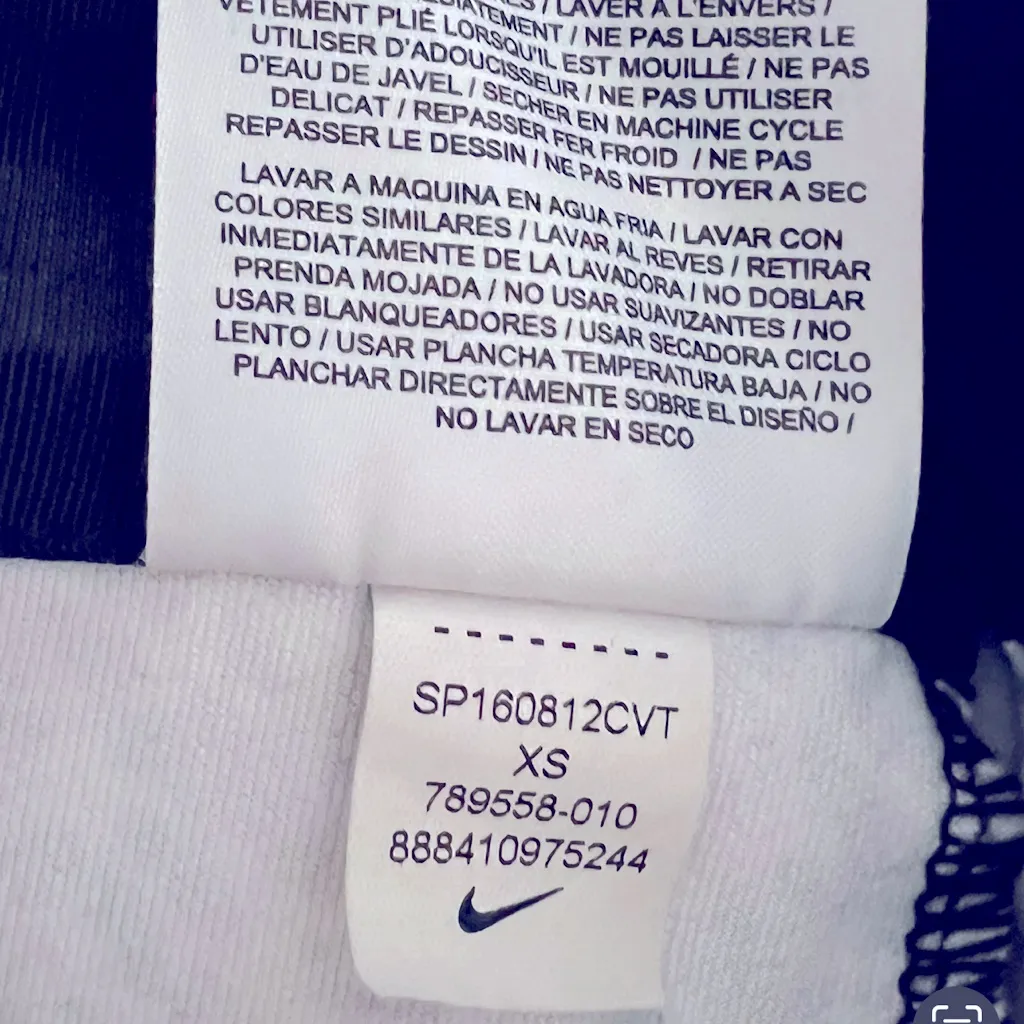 / LAVER À L'ENVERS /
VÊTEMENT PLIÉ LORSQU'IL EST MOUILLÉ / NE PAS
UTILISER D'ADOUCISSEUR / NE PAS UTILISER
D'EAU DE JAVEL / SECHER EN MACHINE CYCLE
DELICAT / REPASSER FER FROID / NE PAS
REPASSER LE DESSIN / NE PAS NETTOYER A SEC
LAVAR A MAQUINA EN AGUA FRIA / LAVAR CON
COLORES SIMILARES / LAVAR AL REVES / RETIRAR
INMEDIATAMENTE DE LA LAVADORA / NO DOBLAR
PRENDA MOJADA / NO USAR SUAVIZANTES / NO
USAR BLANQUEADORES / USAR SECADORA CICLO
LENTO / USAR PLANCHA TEMPERATURA BAJA / NO
PLANCHAR DIRECTAMENTE SOBRE EL DISEÑO /
NO LAVAR EN SECO
SP160812CVT
XS
789558-010
888410975244